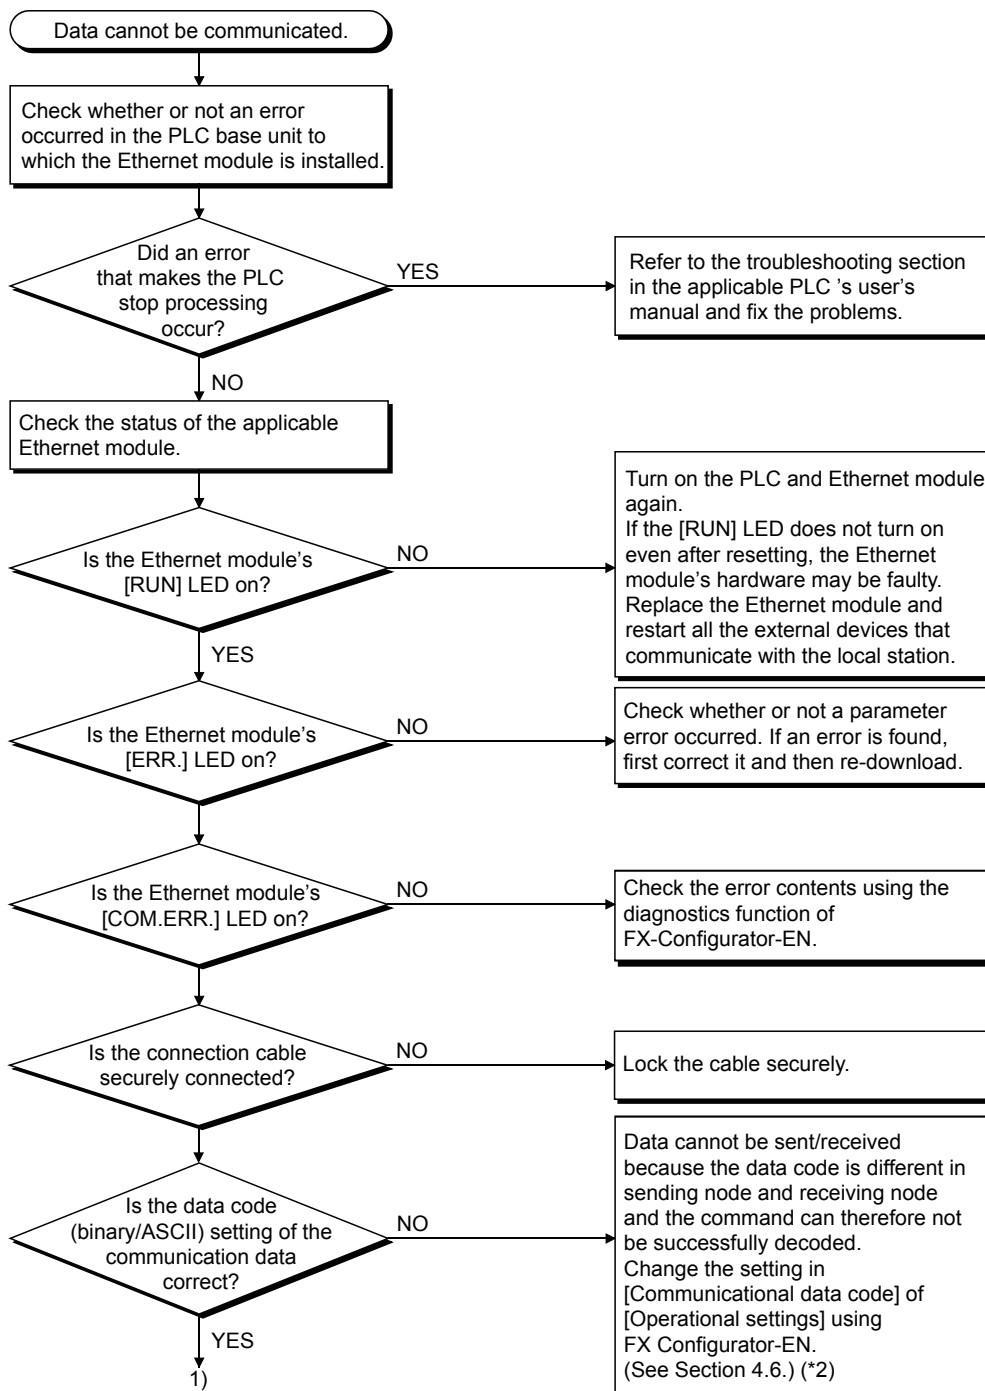 Data cannot be communicated.
Check whether or not an error
occurred in the PLC base unit to
which the Ethernet module is installed.
Did an error
that makes the PLC
stop processing
occur?
YES
Refer to the troubleshooting section
in the applicable PLC 's user's
manual and fix the problems.
NO
Check the status of the applicable
Ethernet module.
Is the Ethernet module's
[RUN] LED on?
NO
Turn on the PLC and Ethernet module
again.
If the [RUN] LED does not turn on
even after resetting, the Ethernet
module's hardware may be faulty.
Replace the Ethernet module and
restart all the external devices that
communicate with the local station.
YES
Is the Ethernet module's
[ERR.] LED on?
NO
Check whether or not a parameter
error occurred. If an error is found,
first correct it and then re-download.
Is the Ethernet module's
[COM.ERR.] LED on?
NO
Check the error contents using the
diagnostics function of
FX-Configurator-EN.
Is the connection cable
securely connected?
NO
Lock the cable securely.
Is the data code
(binary/ASCII) setting of the
communication data
correct?
NO
Data cannot be sent/received
because the data code is different in
sending node and receiving node
and the command can therefore not
be successfully decoded.
Change the setting in
[Communicational data code] of
[Operational settings] using
FX Configurator-EN.
(See Section 4.6.) (*2)
YES
1)